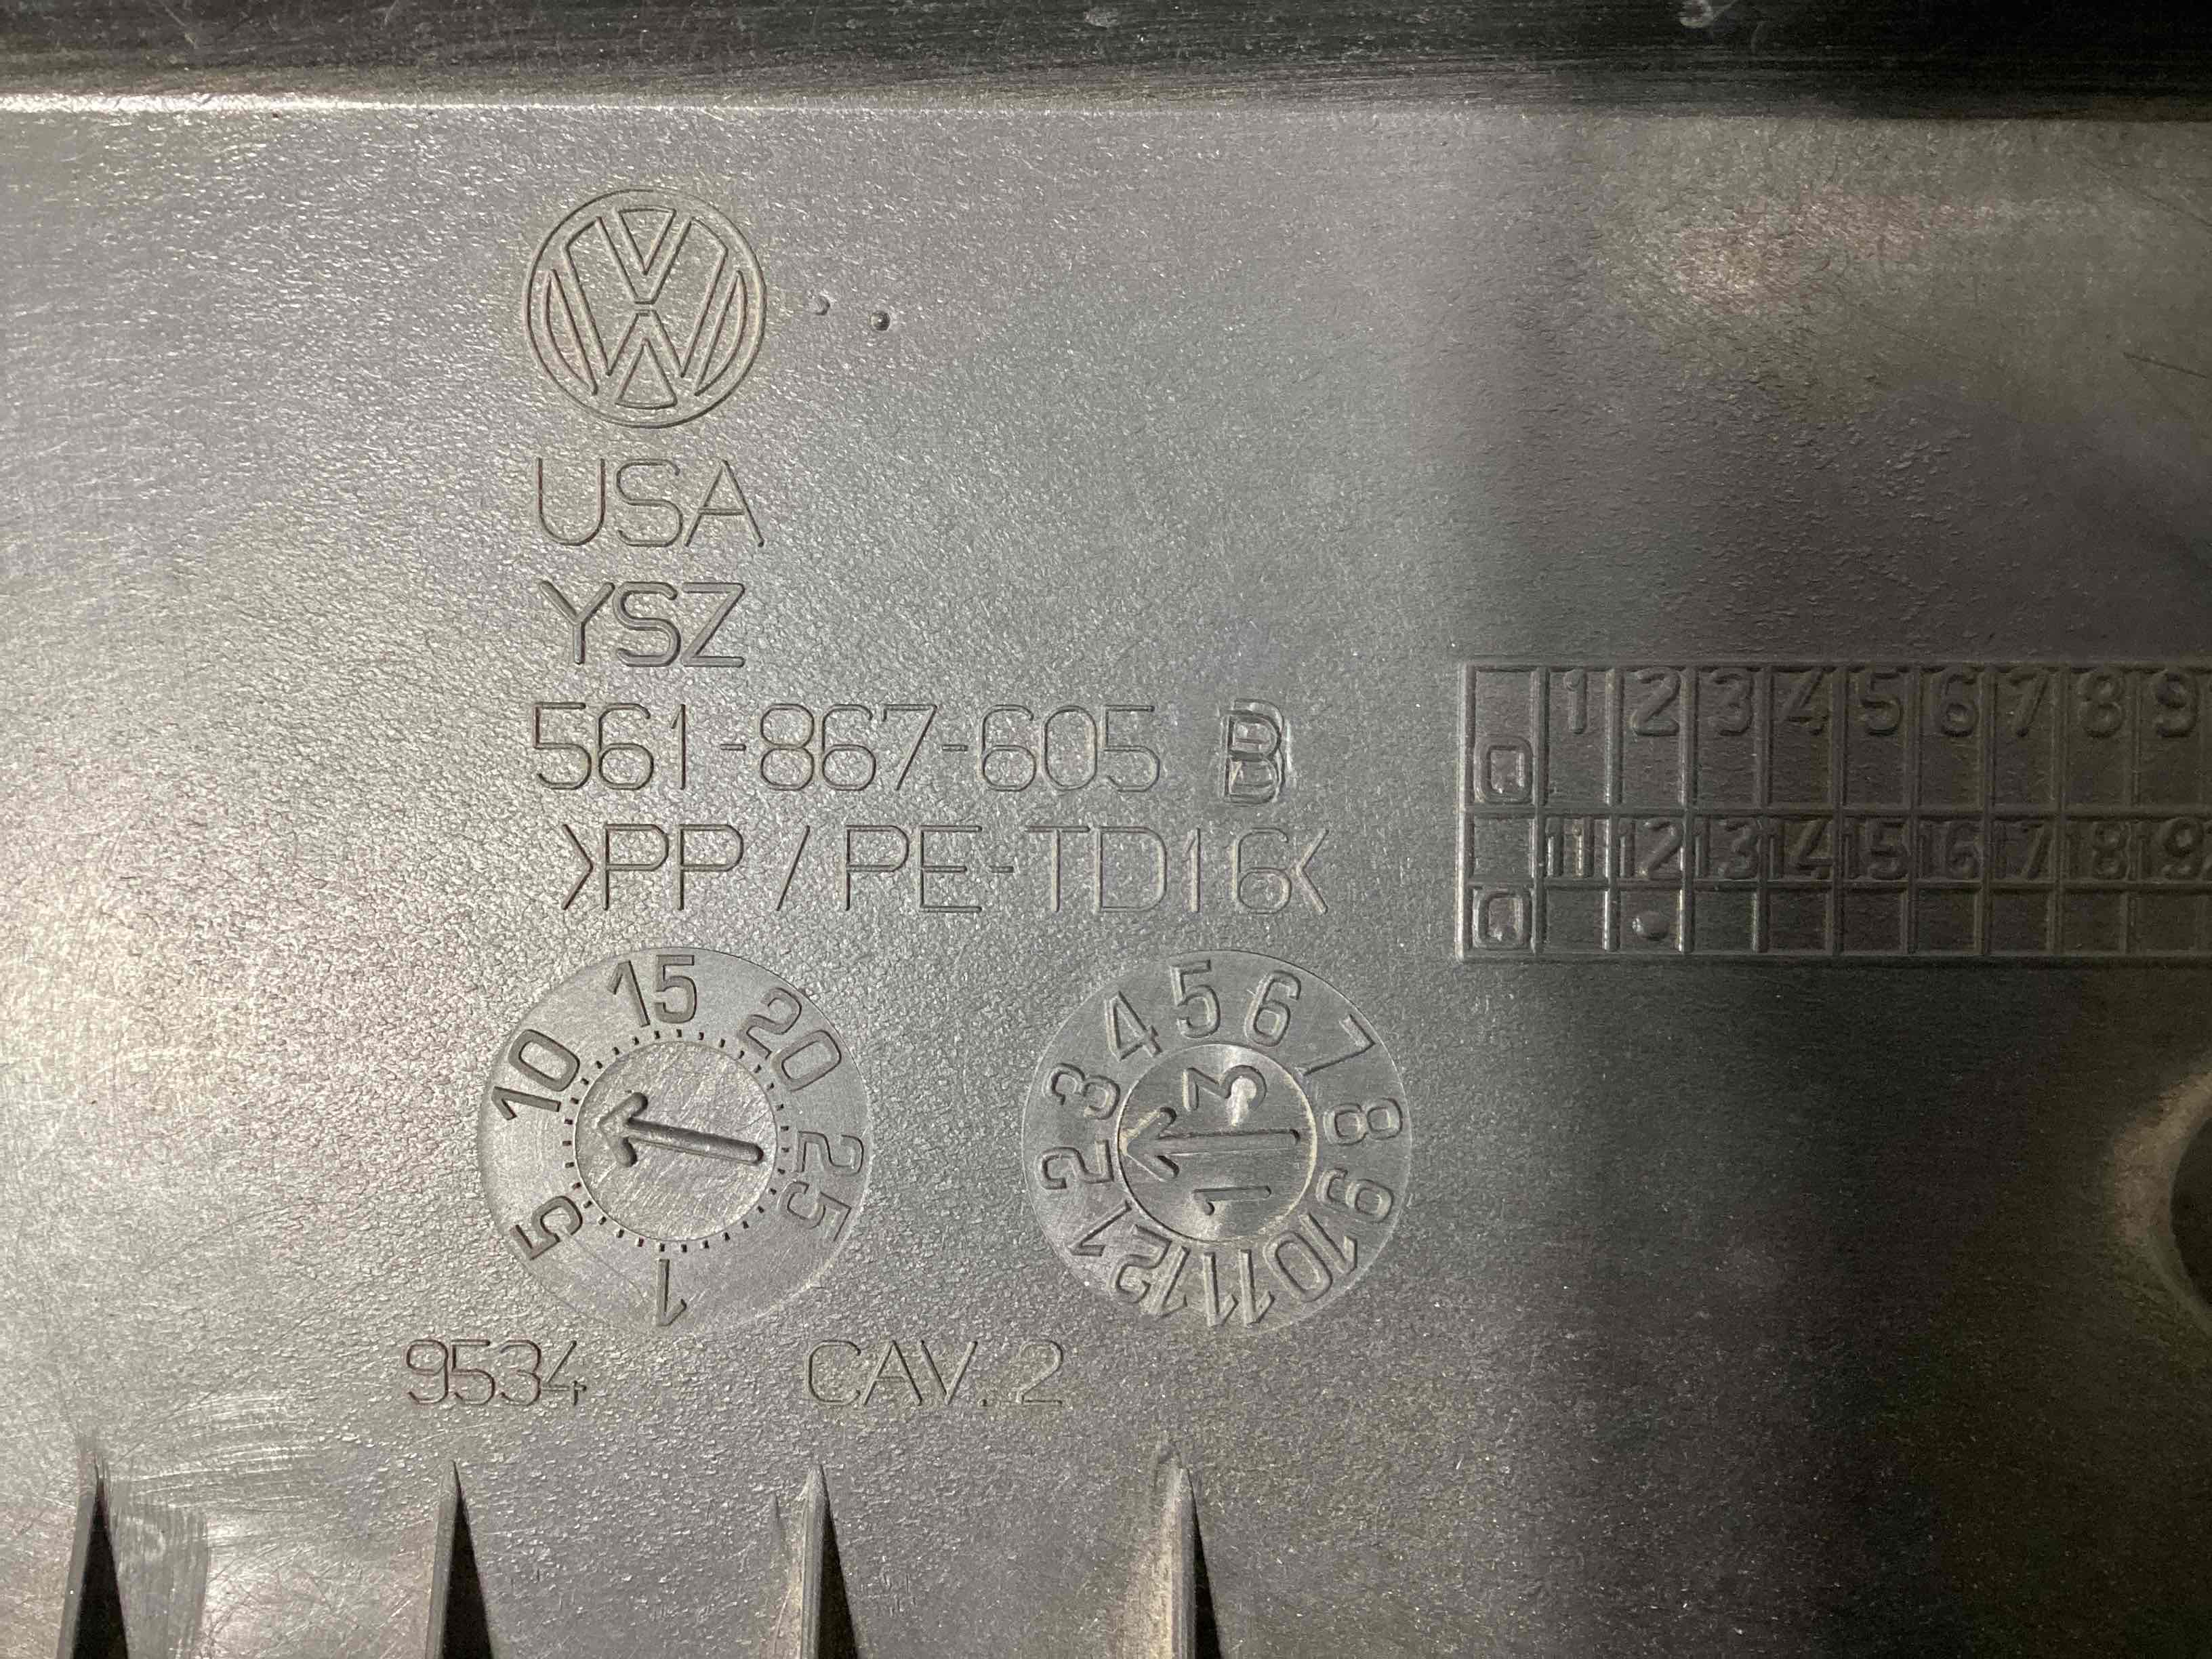 USA
YSZ
561-867-605 B
>PP/PE-TD16<
Q 1 2 3 4 5 6 7 8 9
Q 11 12 13 14 15 16 17 18 19
1 5 10 15 20 25
1 2 3 4 5 6 7 8 9 10 11 12
1 3
9534
CAV.2